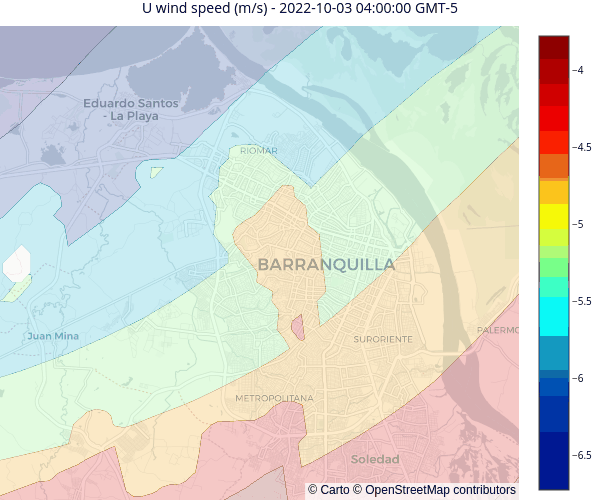 U wind speed (m/s) - 2022-10-03 04:00:00 GMT-5
−4
Eduardo Santos
- La Playa
−4.5
RIOMAR
−5
BARRANQUILLA
−5.5
Juan Mina
SURORIENTE
PALERMO
−6
METROPOLITANA
Soledad
−6.5
© Carto © OpenStreetMap contributors